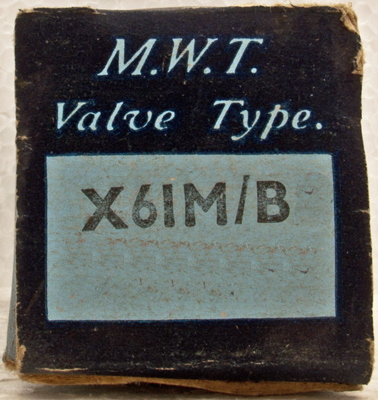 M.W.T.
Valve Type.
X61M/B